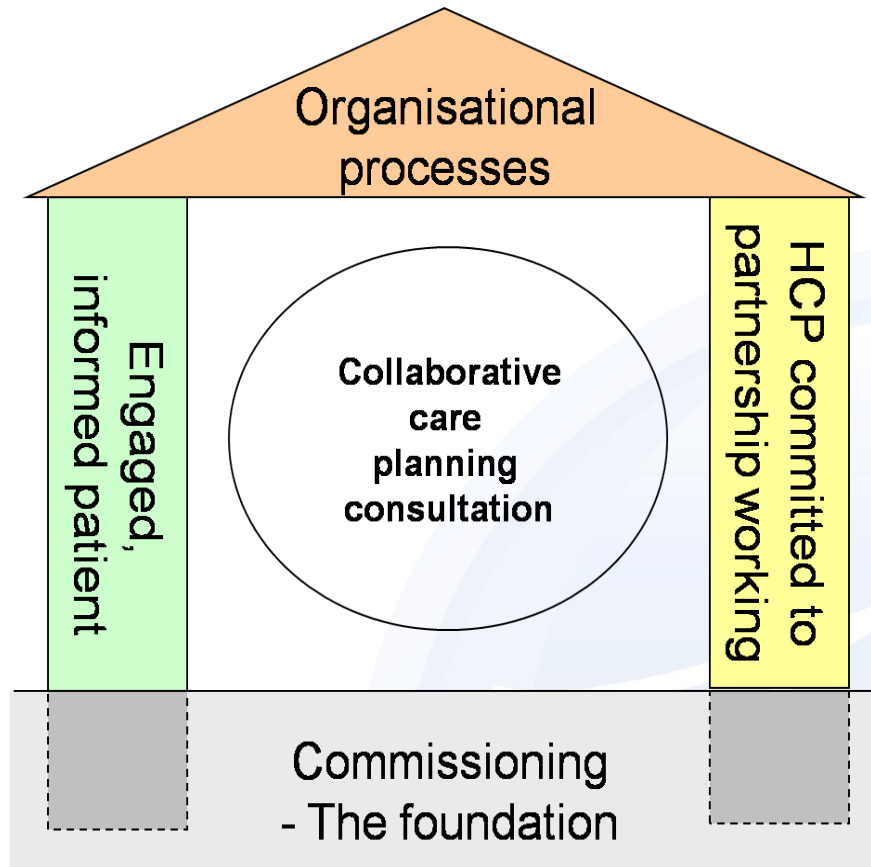 Organisational
processes
Engaged,
informed patient
Collaborative
care
planning
consultation
HCP committed to
partnership working
Commissioning
- The foundation